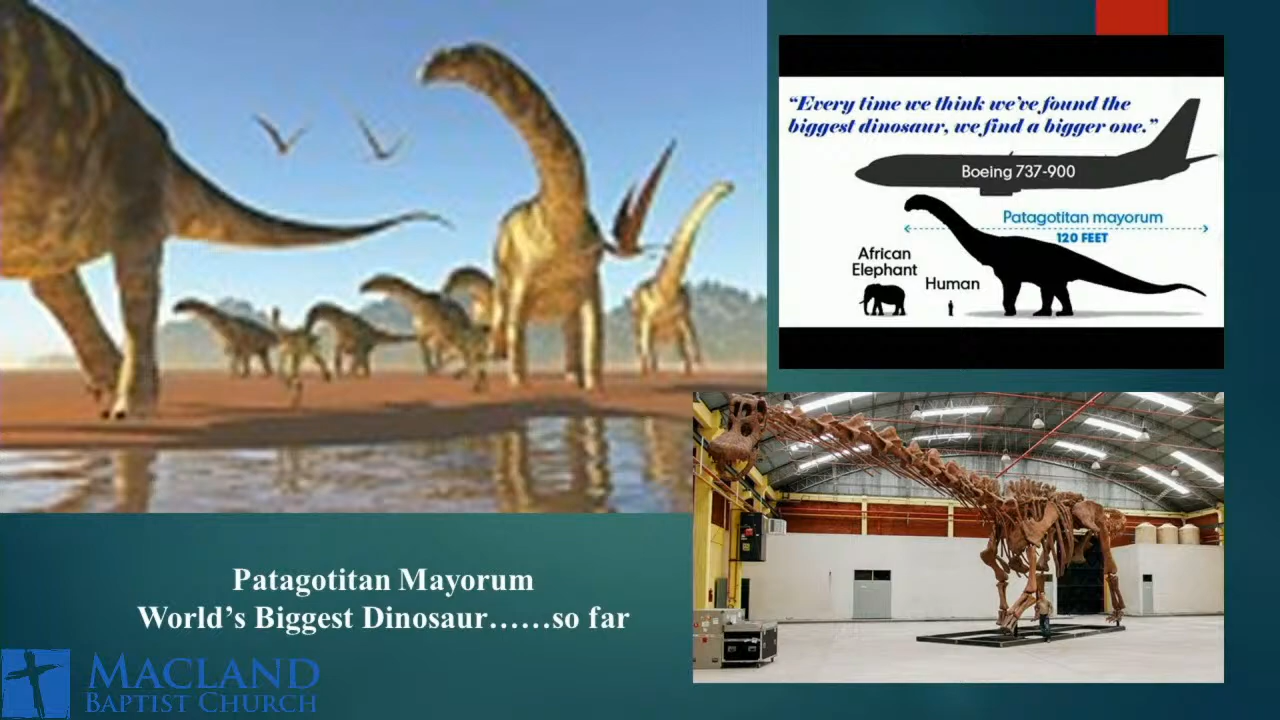 “Every time we think we’ve found the
biggest dinosaur, we find a bigger one.”
Boeing 737-900
Patagotitan mayorum
120 FEET
African
Elephant
Human
Patagotitan Mayorum
World’s Biggest Dinosaur……so far
MACLAND
BAPTIST CHURCH